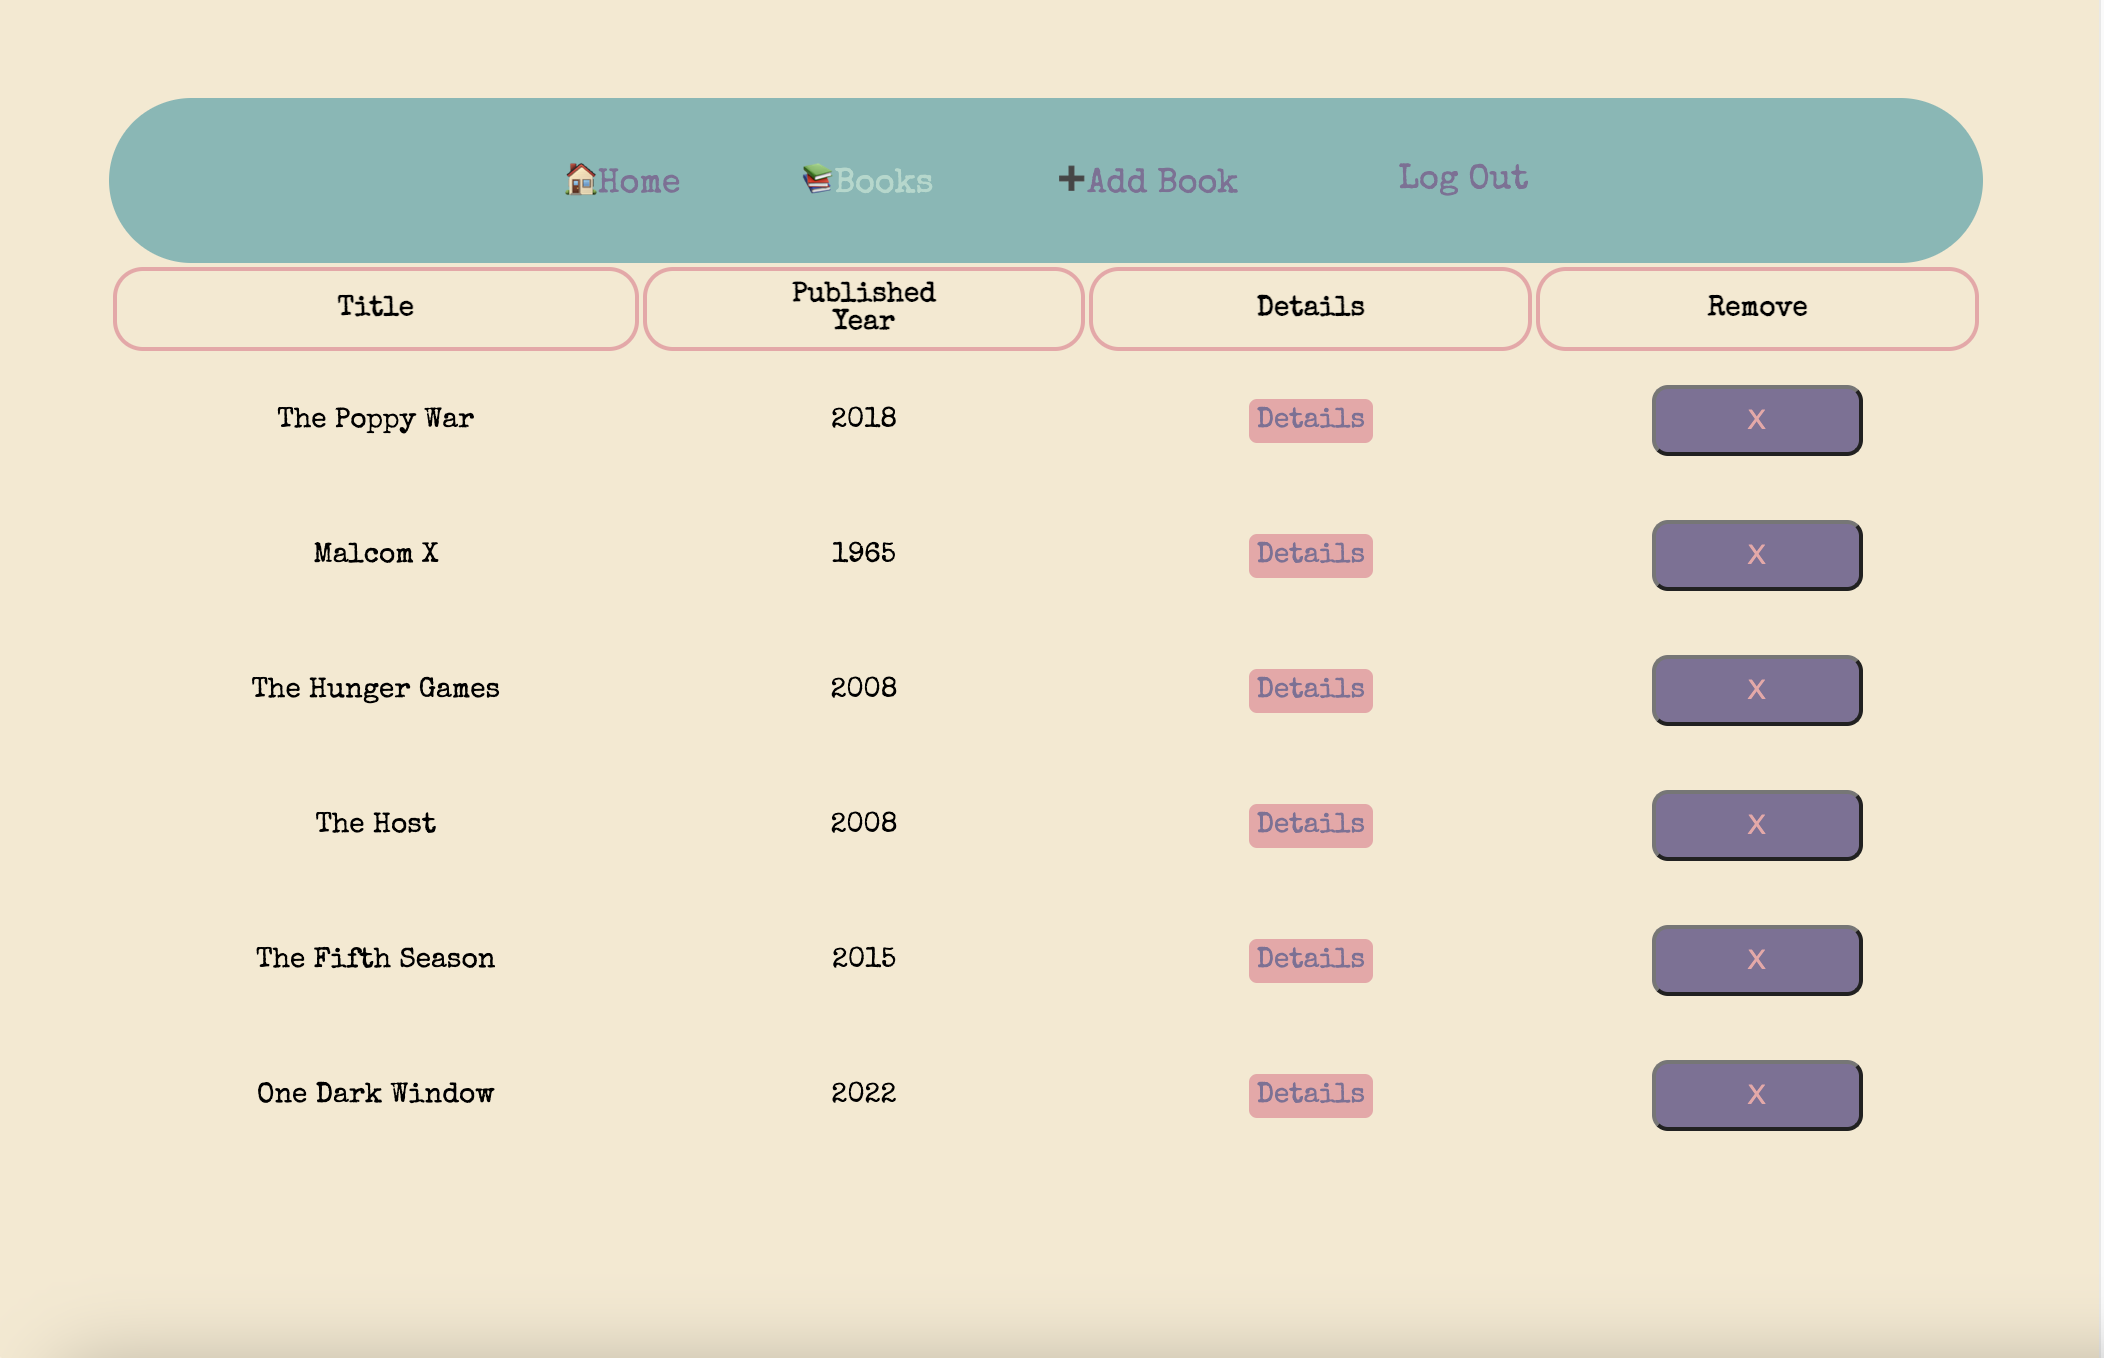 🏠Home 📚Books ➕Add Book Log Out
Title Published Year Details Remove
The Poppy War 2018 Details X
Malcom X 1965 Details X
The Hunger Games 2008 Details X
The Host 2008 Details X
The Fifth Season 2015 Details X
One Dark Window 2022 Details X